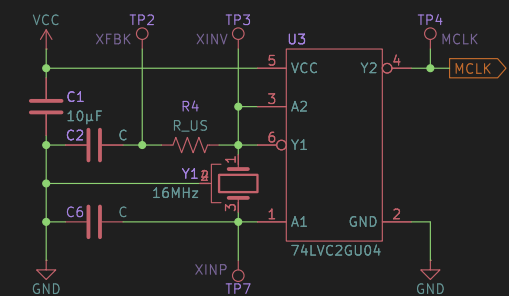 VCC
TP2
TP3
U3
TP4
XFBK
XINV
MCLK
5
VCC
Y2
4
MCLK
C1
10µF
R4
R_US
3
A2
C2
C
6
Y1
1
Y1
2
16MHz
3
C6
C
1
A1
GND
2
74LVC2GU04
XINP
TP7
GND
GND